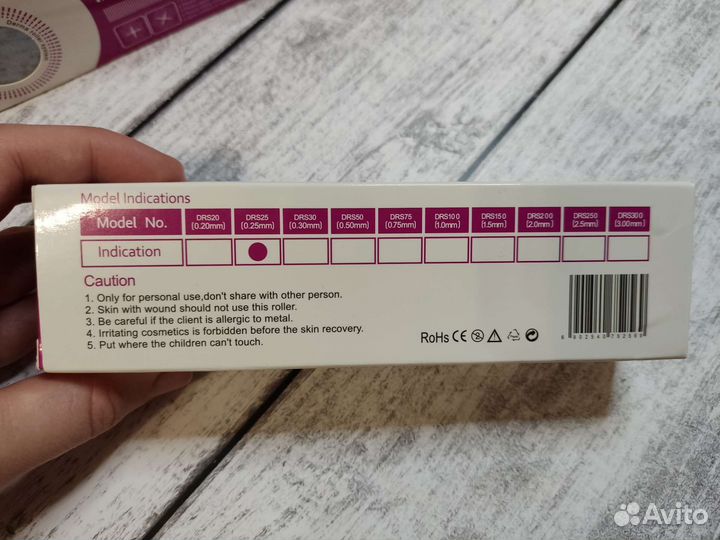 Derma roller
Model Indications
Model No. DRS20 DRS25 DRS30 DRS50 DRS75 DRS100 DRS150 DRS200 DRS250 DRS300
(0.20mm) (0.25mm) (0.30mm) (0.50mm) (0.75mm) (1.0mm) (1.5mm) (2.0mm) (2.5mm) (3.00mm)
Indication
Caution
1. Only for personal use,don't share with other person.
2. Skin with wound should not use this roller.
3. Be careful if the client is allergic to metal.
4. Irritating cosmetics is forbidden before the skin recovery.
5. Put where the children can't touch.
RoHs CE
Avito